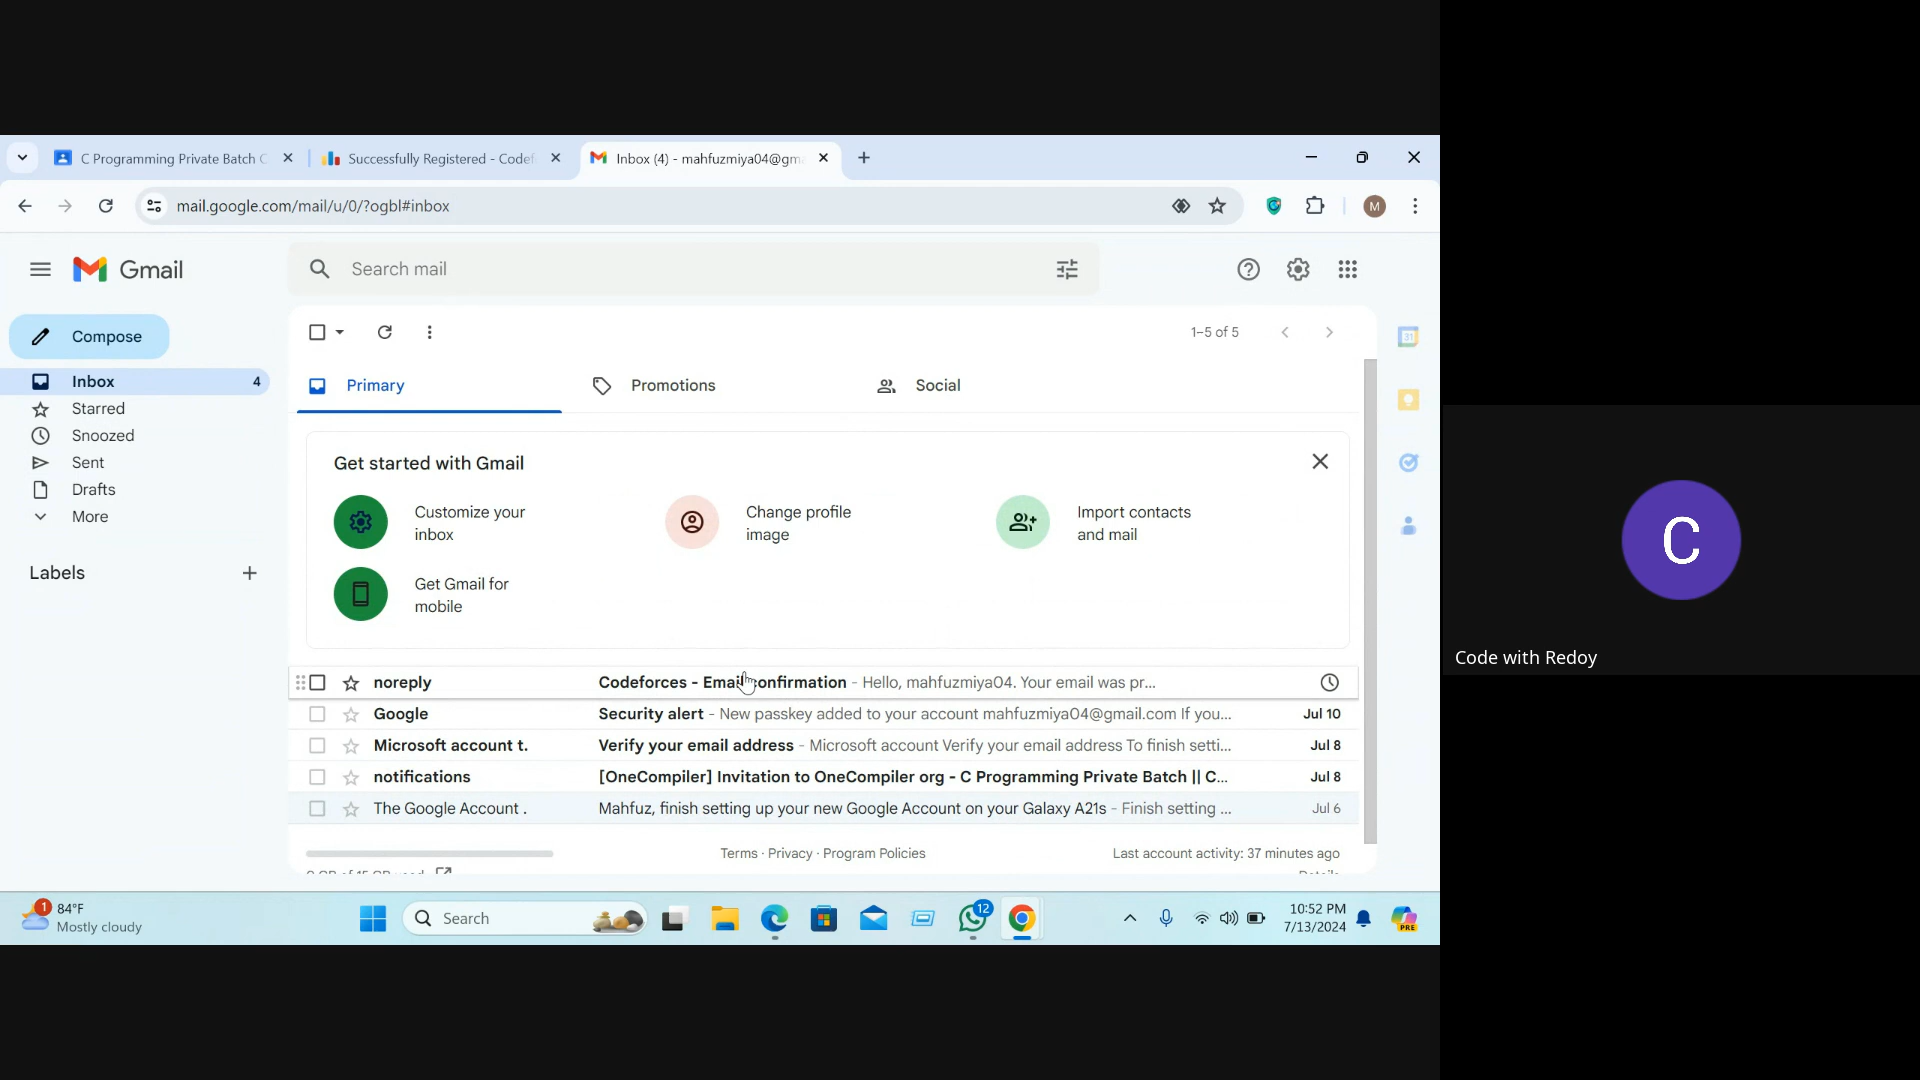 C Programming Private Batch C
Successfully Registered - Codef
Inbox (4) - mahfuzmiya04@gm
mail.google.com/mail/u/0/?ogbl#inbox
M
Gmail
Search mail
Compose
Inbox 4
Starred
Snoozed
Sent
Drafts
More
Labels
1–5 of 5
Primary
Promotions
Social
Get started with Gmail
Customize your
inbox
Change profile
image
Import contacts
and mail
Get Gmail for
mobile
noreply Codeforces - Email confirmation - Hello, mahfuzmiya04. Your email was pr...
Google Security alert - New passkey added to your account mahfuzmiya04@gmail.com If you... Jul 10
Microsoft account t. Verify your email address - Microsoft account Verify your email address To finish setti... Jul 8
notifications [OneCompiler] Invitation to OneCompiler org - C Programming Private Batch || C... Jul 8
The Google Account . Mahfuz, finish setting up your new Google Account on your Galaxy A21s - Finish setting ... Jul 6
Terms · Privacy · Program Policies
Last account activity: 37 minutes ago
31
C
Code with Redoy
1
84°F
Mostly cloudy
Search
12
10:52 PM
7/13/2024
PRE